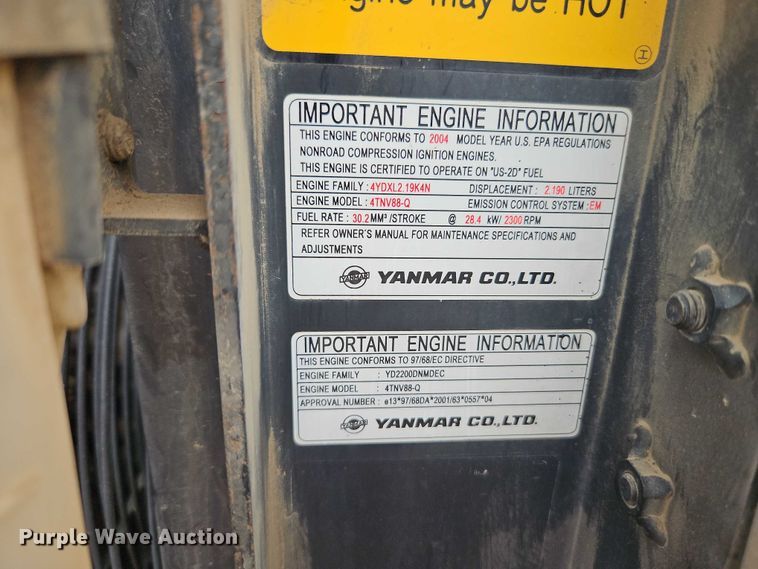 Engine may be HOT
H
IMPORTANT ENGINE INFORMATION
THIS ENGINE CONFORMS TO 2004 MODEL YEAR U.S. EPA REGULATIONS
NONROAD COMPRESSION IGNITION ENGINES.
THIS ENGINE IS CERTIFIED TO OPERATE ON "US-2D" FUEL
ENGINE FAMILY : 4YDXL2.19K4N DISPLACEMENT : 2.190 LITERS
ENGINE MODEL : 4TNV88-Q EMISSION CONTROL SYSTEM : EM
FUEL RATE : 30.2 MM³/STROKE @ 28.4 kW/ 2300 RPM
REFER OWNER'S MANUAL FOR MAINTENANCE SPECIFICATIONS AND
ADJUSTMENTS
YANMAR YANMAR CO.,LTD.
IMPORTANT ENGINE INFORMATION
THIS ENGINE CONFORMS TO 97/68/EC DIRECTIVE
ENGINE FAMILY : YD2200DNMDEC
ENGINE MODEL : 4TNV88-Q
APPROVAL NUMBER : e13*97/68DA*2001/63*0557*04
YANMAR YANMAR CO.,LTD.
Purple Wave Auction